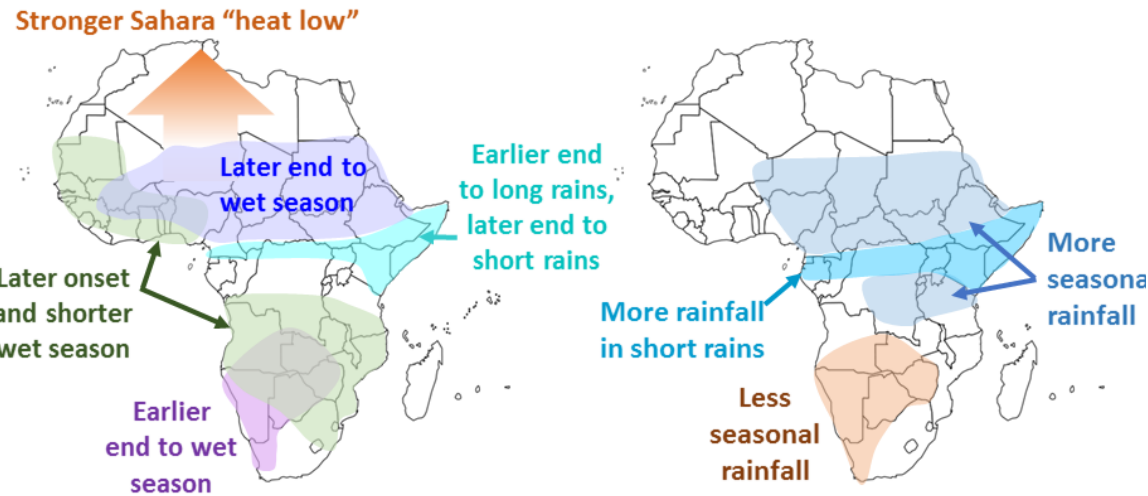 Stronger Sahara “heat low”
Later end to
wet season
Earlier end
to long rains,
later end to
short rains
Later onset
and shorter
wet season
Earlier
end to wet
season
More rainfall
in short rains
More
seasona
rainfall
Less
seasonal
rainfall